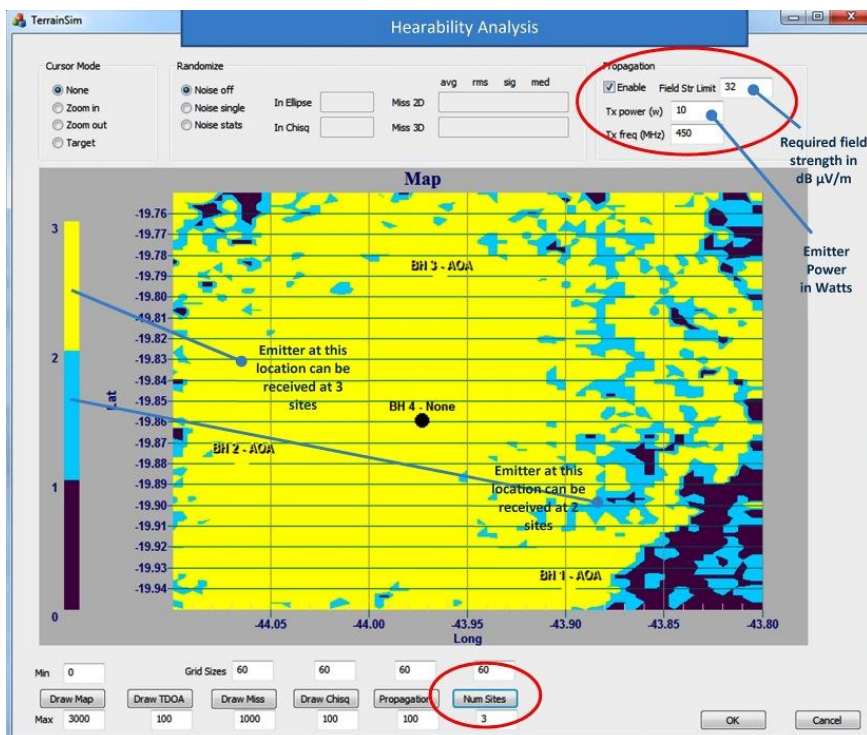 TerrainSim
Hearability Analysis
Cursor Mode
None
Zoom in
Zoom out
Target
Randomize
Noise off
Noise single
Noise stats
avg rms sig med
In Ellipse
Miss 2D
In Chisq
Miss 3D
Propagation
Enable Field Str Limit 32
Tx power (w) 10
Tx freq (MHz) 450
Required field
strength in
dB µV/m
Emitter
Power
in Watts
Map
3
2
1
0
Lat
-19.76
-19.77
-19.78
-19.79
-19.80
-19.81
-19.82
-19.83
-19.84
-19.85
-19.86
-19.87
-19.88
-19.89
-19.90
-19.91
-19.92
-19.93
-19.94
BH 3 - AOA
Emitter at this
location can be
received at 3
sites
BH 4 - None
BH 2 - AOA
Emitter at this
location can be
received at 2
sites
BH 1 - AOA
-44.05 -44.00 -43.95 -43.90 -43.85 -43.80
Long
Min 0 Grid Sizes 60 60 60 60
Draw Map Draw TDOA Draw Miss Draw Chisq Propagation Num Sites
Max 3000 100 1000 100 100 3
OK Cancel